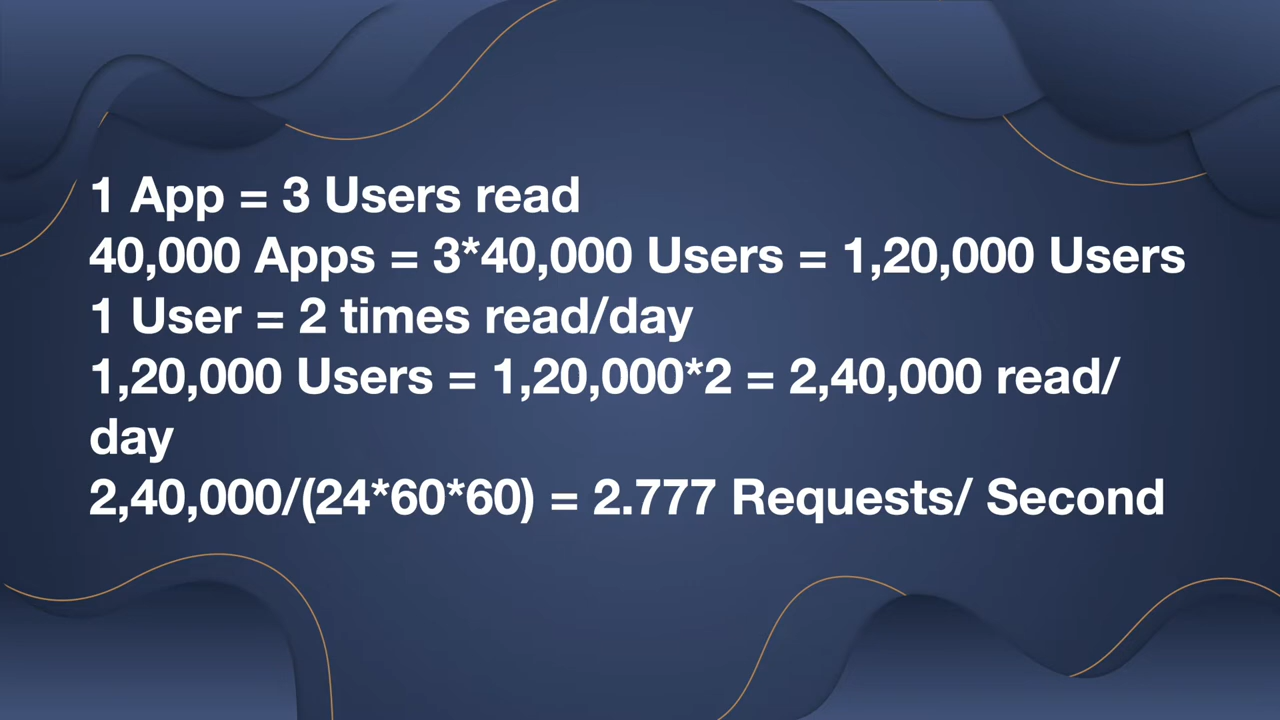 1 App = 3 Users read
40,000 Apps = 3*40,000 Users = 1,20,000 Users
1 User = 2 times read/day
1,20,000 Users = 1,20,000*2 = 2,40,000 read/
day
2,40,000/(24*60*60) = 2.777 Requests/ Second